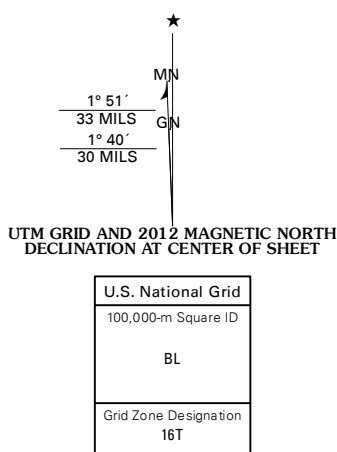 MN
1° 51´
33 MILS
GN
1° 40´
30 MILS
UTM GRID AND 2012 MAGNETIC NORTH
DECLINATION AT CENTER OF SHEET
U.S. National Grid
100,000-m Square ID
BL
Grid Zone Designation
16T